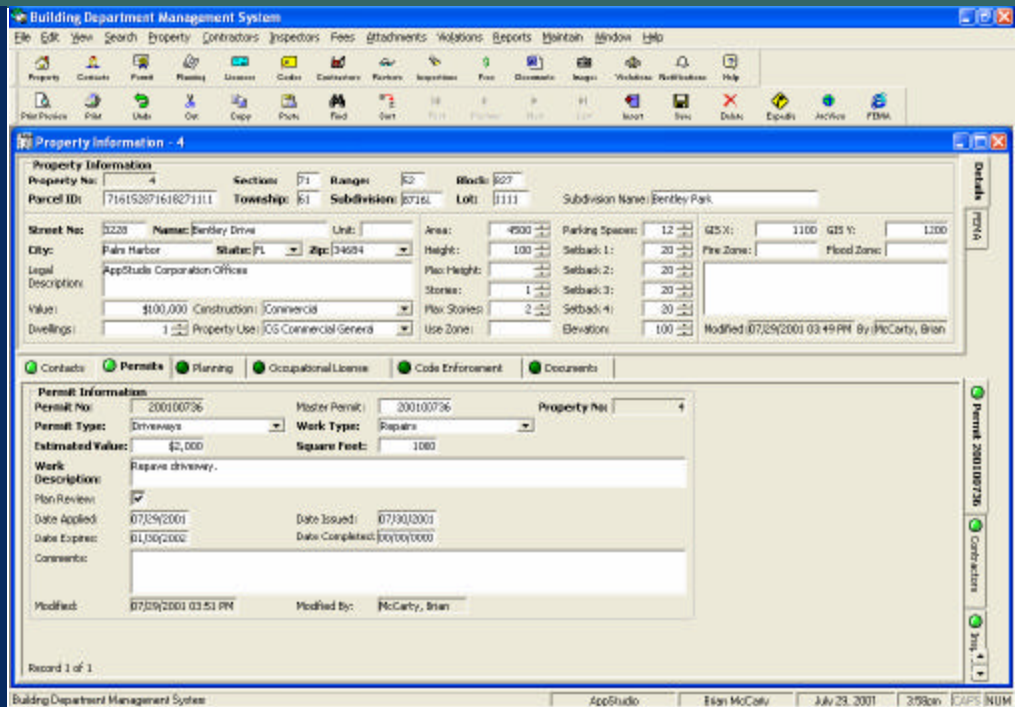 Building Department Management System
File Edit View Search Property Contractors Inspectors Fees Attachments Violations Reports Maintain Window Help
Property Contacts Permit Planning Licenses Codes Contractors Partners Inspections Fees Documents Images Violations Notifications Help
Print Preview Print Undo Cut Copy Paste Find Sort First Last Insert Save Delete Expedite Archive FEMA
Property Information - 4
Property Information
Property No: 4 Section: 71 Range: 52 Block: 827
Parcel ID: 716152871618271111 Township: 61 Subdivision: 87161 Lot: 1111 Subdivision Name: Bentley Park
Street No: 3228 Name: Bentley Drive Unit: Area: 4500 Parking Spaces: 12 GIS X: 1100 GIS Y: 1200
City: Palm Harbor State: FL Zip: 34684 Height: 100 Setback 1: 20 Fire Zone: Flood Zone:
Legal Description: AppStudio Corporation Offices Max Height: Setback 2: 20
Stories: 1 Setback 3: 20
Value: $100,000 Construction: Commercial Max Stories: 2 Setback 4: 20
Dwellings: 1 Property Use: CG Commercial General Use Zone: Elevation: 100 Modified: 07/29/2001 03:49 PM By: McCarty, Brian
Details
FEMA
Contacts Permits Planning Occupational License Code Enforcement Documents
Permit Information
Permit No: 200100736 Master Permit: 200100736 Property No: 4
Permit Type: Driveways Work Type: Repairs
Estimated Value: $2,000 Square Feet: 1000
Work Description: Repave driveway.
Plan Review:
Date Applied: 07/29/2001 Date Issued: 07/30/2001
Date Expires: 01/30/2002 Date Completed: 00/00/0000
Comments:
Modified: 07/29/2001 03:51 PM Modified By: McCarty, Brian
Permit 200100736
Contractors
Record 1 of 1
Building Department Management System AppStudio Brian McCarty July 29, 2001 3:58pm CAPS NUM